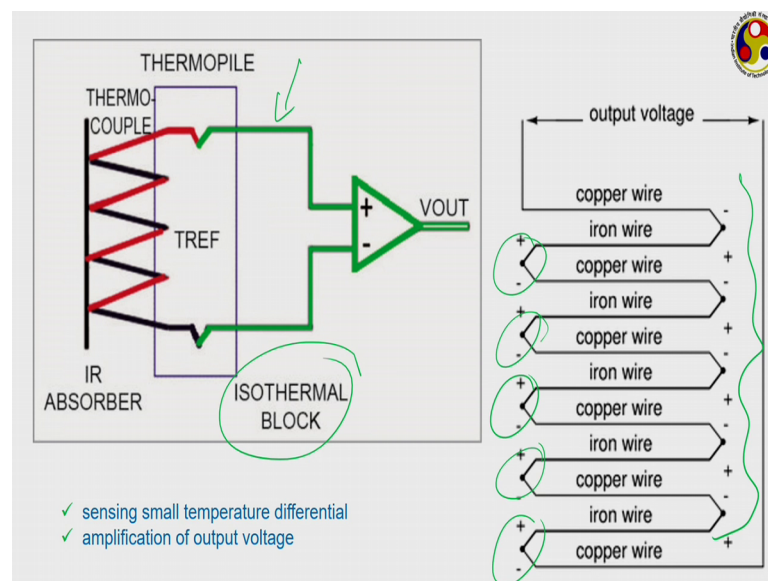 THERMOPILE
THERMO-
COUPLE
TREF
+
-
VOUT
IR
ABSORBER
ISOTHERMAL
BLOCK
✓ sensing small temperature differential
✓ amplification of output voltage
output voltage
copper wire
-
iron wire
+
+
copper wire
-
-
iron wire
+
+
copper wire
-
-
iron wire
+
+
copper wire
-
-
iron wire
+
+
copper wire
-
-
iron wire
+
+
copper wire
-